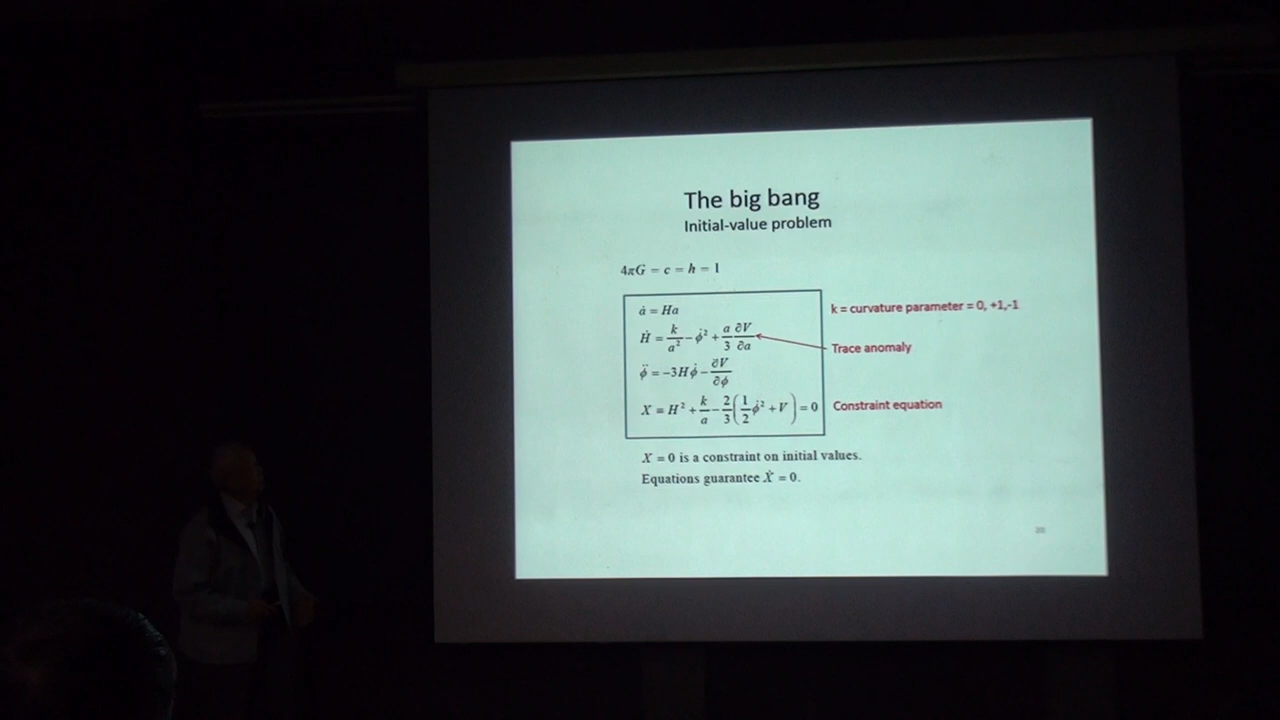 The big bang
Initial-value problem
4πG = c = h = 1
ȧ = Ha
k = curvature parameter = 0, +1,-1
Ḣ = k/a² − φ̇² + a/3 ∂V/∂a
Trace anomaly
φ̈ = −3Hφ̇ − ∂V/∂φ
X = H² + k/a − 2/3 (1/2 φ̇² + V) = 0
Constraint equation
X = 0 is a constraint on initial values.
Equations guarantee Ẋ = 0.